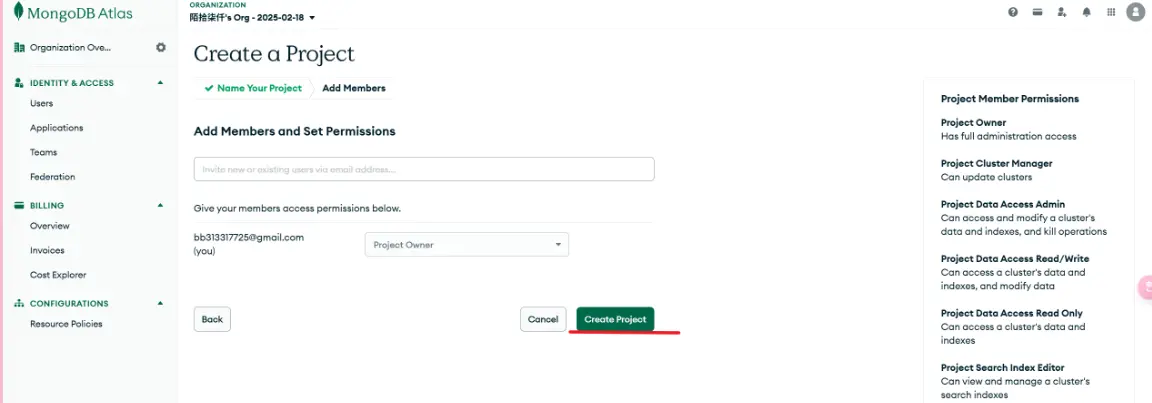 MongoDB Atlas
ORGANIZATION
陌拾柒仟's Org - 2025-02-18
Organization Ove...
IDENTITY & ACCESS
Users
Applications
Teams
Federation
BILLING
Overview
Invoices
Cost Explorer
CONFIGURATIONS
Resource Policies
Create a Project
Name Your Project
Add Members
Add Members and Set Permissions
Invite new or existing users via email address...
Give your members access permissions below.
bb313317725@gmail.com
(you)
Project Owner
Back
Cancel
Create Project
Project Member Permissions
Project Owner
Has full administration access
Project Cluster Manager
Can update clusters
Project Data Access Admin
Can access and modify a cluster's
data and indexes, and kill operations
Project Data Access Read/Write
Can access a cluster's data and
indexes, and modify data
Project Data Access Read Only
Can access a cluster's data and
indexes
Project Search Index Editor
Can view and manage a cluster's
search indexes